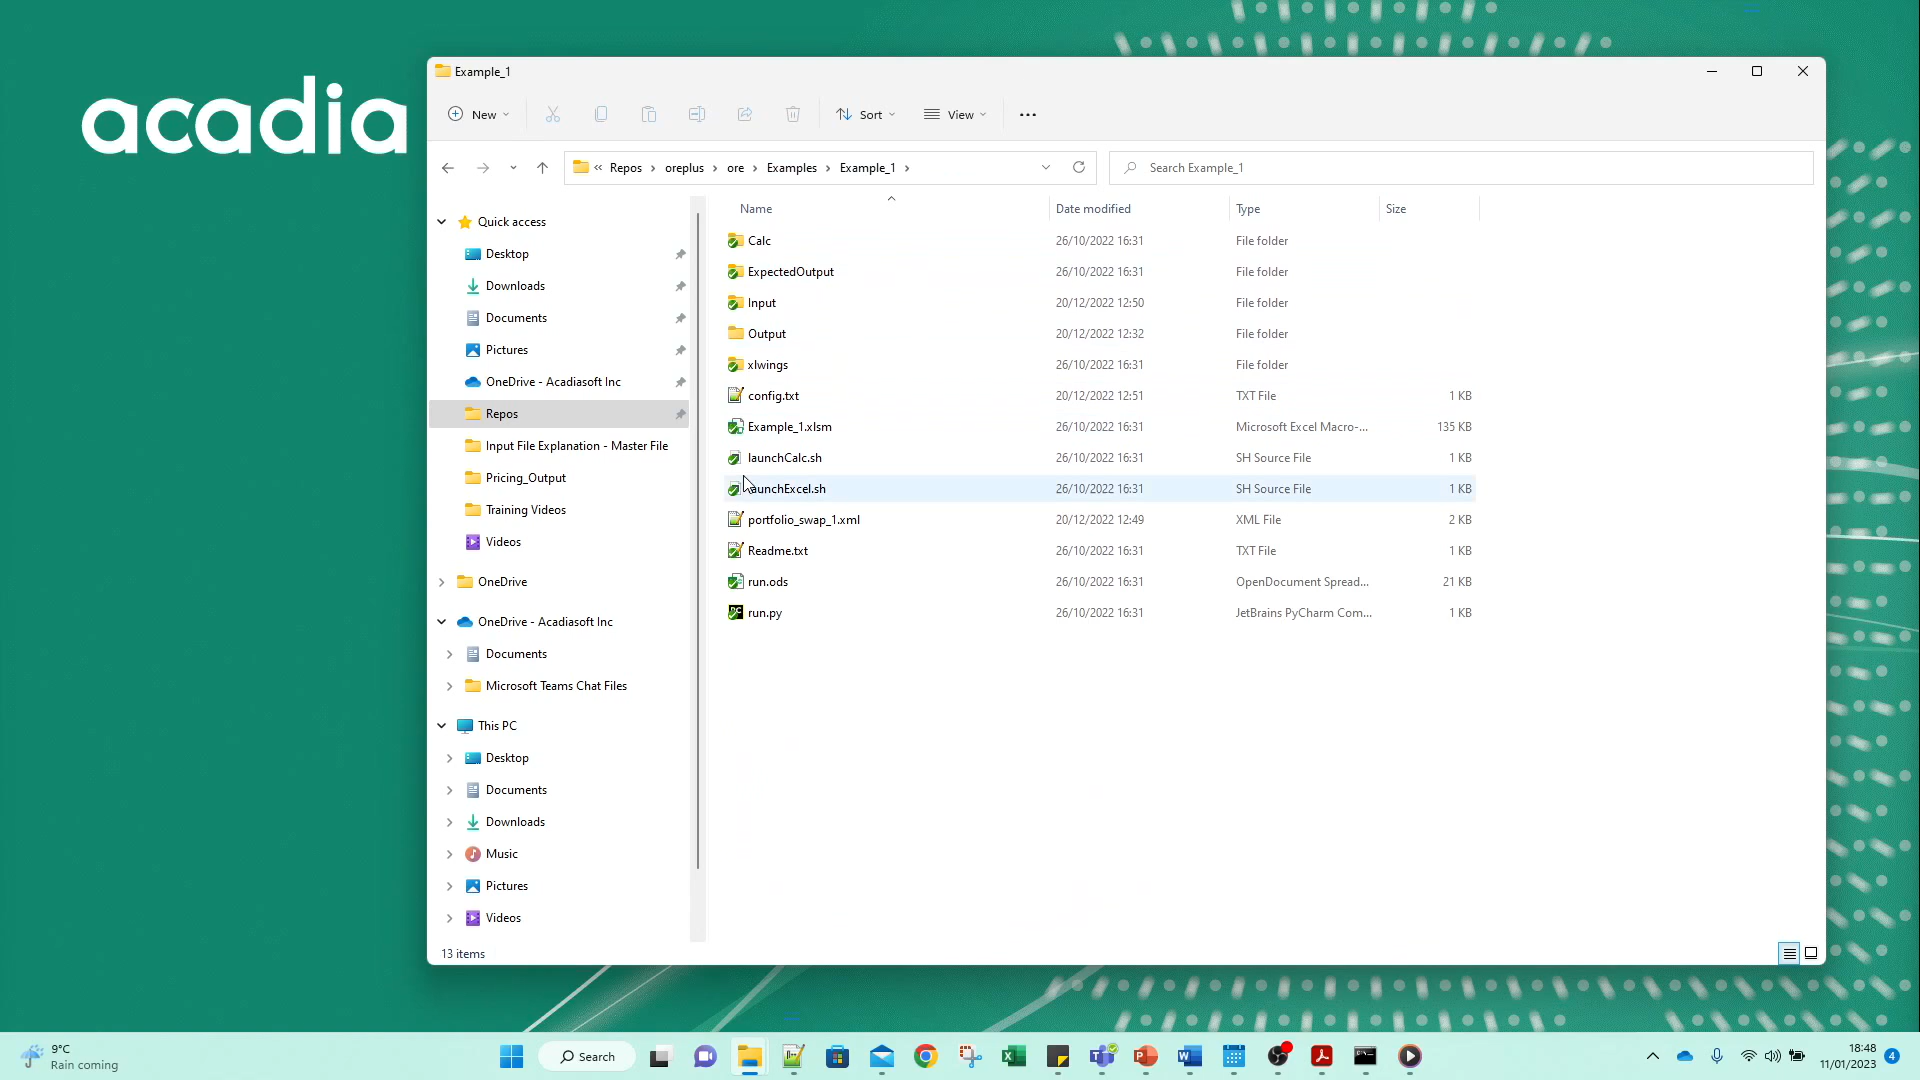 acadia
Example_1
New
Sort
View
« Repos › oreplus › ore › Examples › Example_1 ›
Search Example_1
Name
Date modified
Type
Size
Quick access
Desktop
Downloads
Documents
Pictures
OneDrive - Acadiasoft Inc
Repos
Input File Explanation - Master File
Pricing_Output
Training Videos
Videos
OneDrive
OneDrive - Acadiasoft Inc
Documents
Microsoft Teams Chat Files
This PC
Desktop
Documents
Downloads
Music
Pictures
Videos
Calc 26/10/2022 16:31 File folder
ExpectedOutput 26/10/2022 16:31 File folder
Input 20/12/2022 12:50 File folder
Output 20/12/2022 12:32 File folder
xlwings 26/10/2022 16:31 File folder
config.txt 20/12/2022 12:51 TXT File 1 KB
Example_1.xlsm 26/10/2022 16:31 Microsoft Excel Macro-... 135 KB
launchCalc.sh 26/10/2022 16:31 SH Source File 1 KB
launchExcel.sh 26/10/2022 16:31 SH Source File 1 KB
portfolio_swap_1.xml 20/12/2022 12:49 XML File 2 KB
Readme.txt 26/10/2022 16:31 TXT File 1 KB
run.ods 26/10/2022 16:31 OpenDocument Spread... 21 KB
run.py 26/10/2022 16:31 JetBrains PyCharm Com... 1 KB
13 items
9°C
Rain coming
Search
18:48
11/01/2023
4